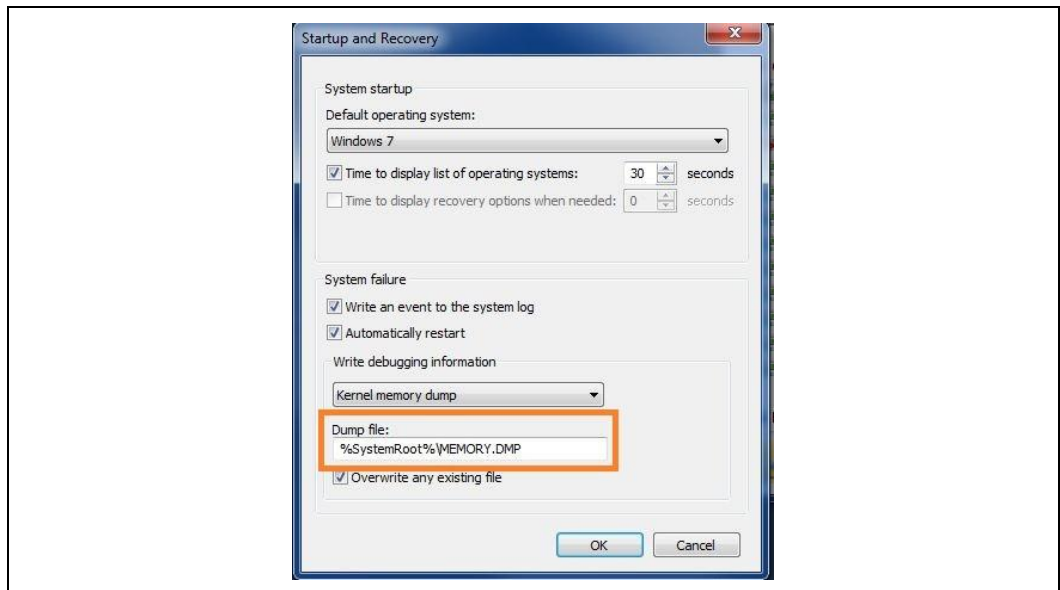 Startup and Recovery
System startup
Default operating system:
Windows 7
Time to display list of operating systems: 30 seconds
Time to display recovery options when needed: 0 seconds
System failure
Write an event to the system log
Automatically restart
Write debugging information
Kernel memory dump
Dump file:
%SystemRoot%\MEMORY.DMP
Overwrite any existing file
OK Cancel